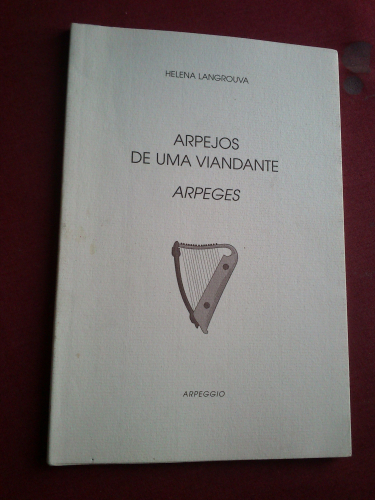 HELENA LANGROUVA
ARPEJOS
DE UMA VIANDANTE
ARPEGES
ARPEGGIO